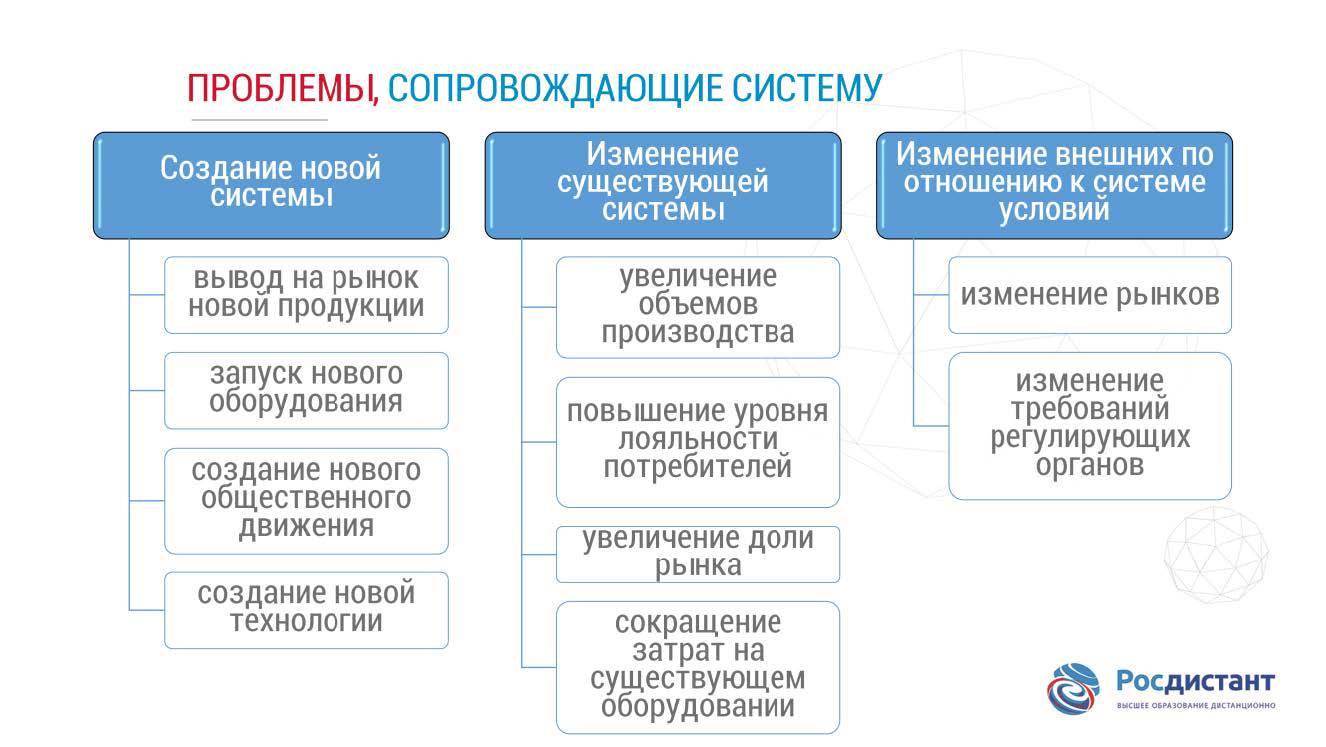 ПРОБЛЕМЫ, СОПРОВОЖДАЮЩИЕ СИСТЕМУ
Создание новой
системы
вывод на рынок
новой продукции
запуск нового
оборудования
создание нового
общественного
движения
создание новой
технологии
Изменение
существующей
системы
увеличение
объемов
производства
повышение уровня
лояльности
потребителей
увеличение доли
рынка
сокращение
затрат на
существующем
оборудовании
Изменение внешних по
отношению к системе
условий
изменение рынков
изменение
требований
регулирующих
органов
Росдистант
ВЫСШЕЕ ОБРАЗОВАНИЕ ДИСТАНЦИОННО